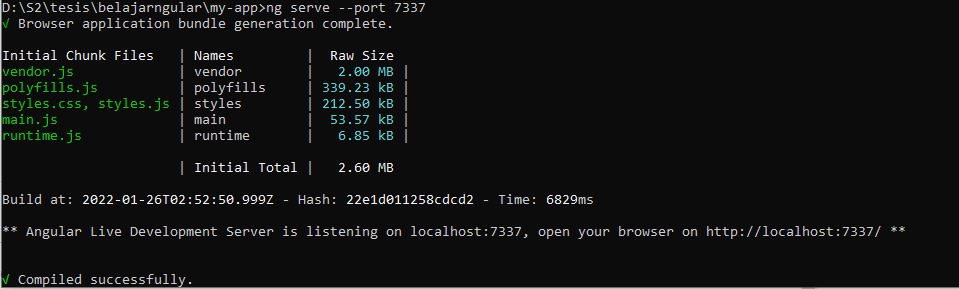 D:\S2\tesis\belajarngular\my-app>ng serve --port 7337
√ Browser application bundle generation complete.
Initial Chunk Files | Names | Raw Size
vendor.js | vendor | 2.00 MB |
polyfills.js | polyfills | 339.23 kB |
styles.css, styles.js | styles | 212.50 kB |
main.js | main | 53.57 kB |
runtime.js | runtime | 6.85 kB |
| Initial Total | 2.60 MB
Build at: 2022-01-26T02:52:50.999Z - Hash: 22e1d011258cdcd2 - Time: 6829ms
** Angular Live Development Server is listening on localhost:7337, open your browser on http://localhost:7337/ **
√ Compiled successfully.